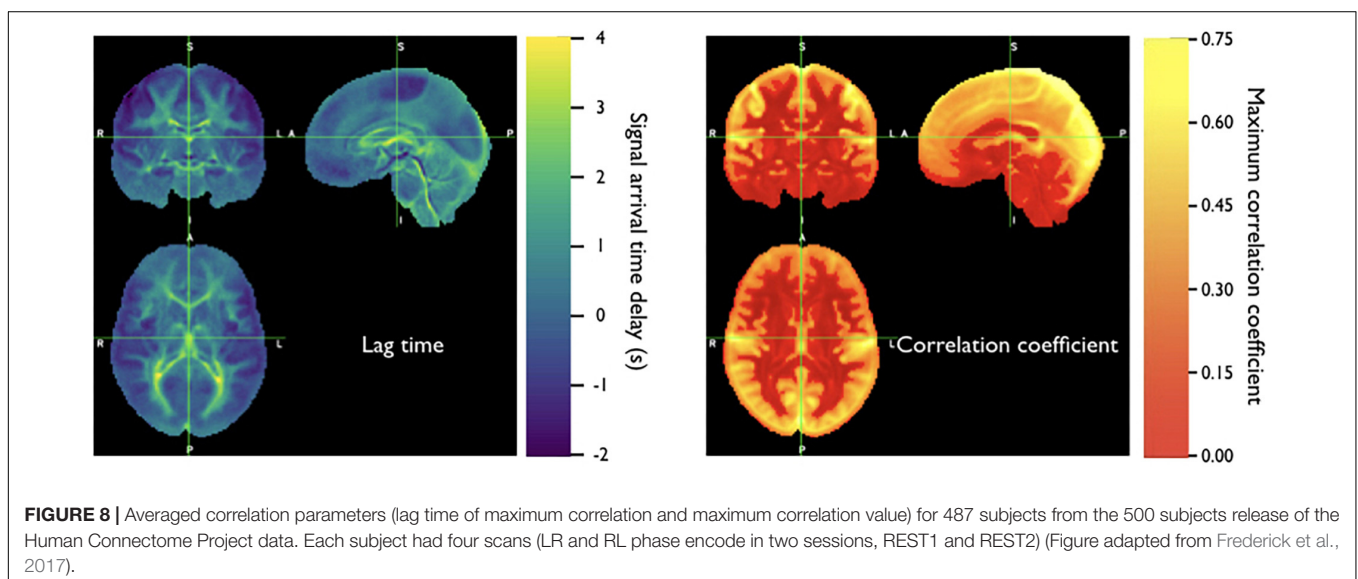 S
R
L
A
P
I
A
R
L
P
Lag time
4
3
2
1
0
-1
-2
Signal arrival time delay (s)
S
R
L
A
P
I
A
R
L
P
Correlation coefficient
0.75
0.60
0.45
0.30
0.15
0.00
Maximum correlation coefficient
FIGURE 8 | Averaged correlation parameters (lag time of maximum correlation and maximum correlation value) for 487 subjects from the 500 subjects release of the
Human Connectome Project data. Each subject had four scans (LR and RL phase encode in two sessions, REST1 and REST2) (Figure adapted from Frederick et al.,
2017).